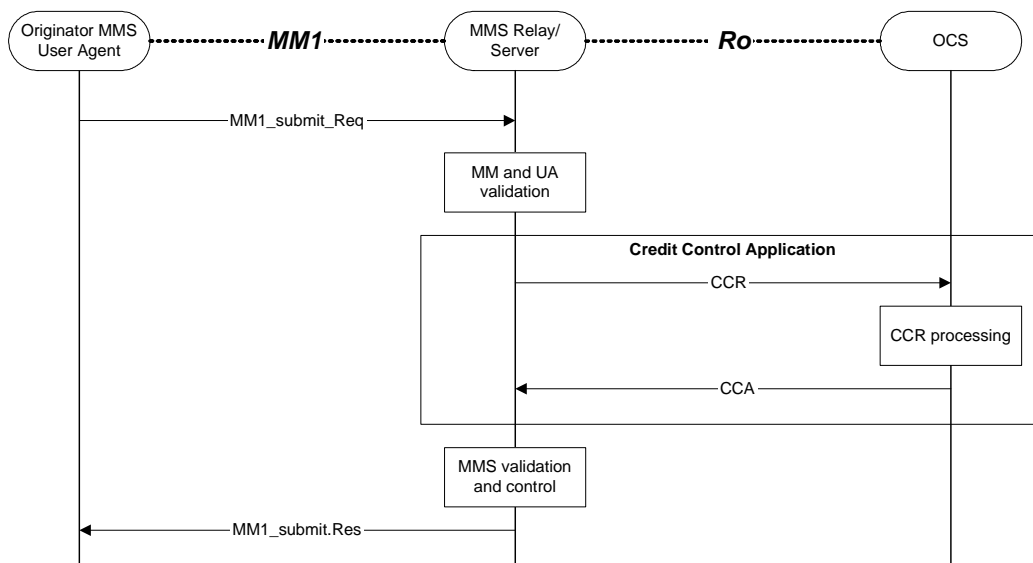 Originator MMS
User Agent
MM1
MMS Relay/
Server
Ro
OCS
MM1_submit_Req
MM and UA
validation
Credit Control Application
CCR
CCR processing
CCA
MMS validation
and control
MM1_submit.Res